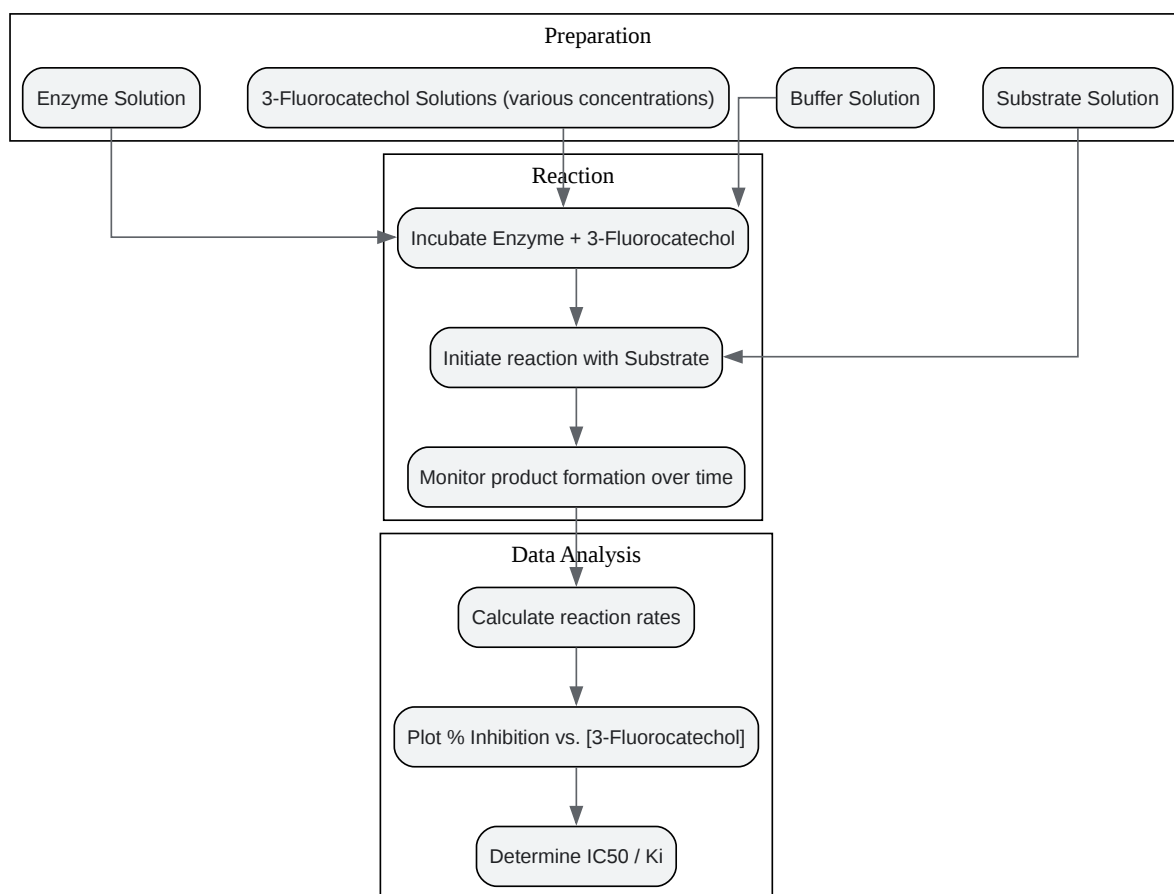 Preparation
Enzyme Solution
3-Fluorocatechol Solutions (various concentrations)
Buffer Solution
Substrate Solution
Reaction
Incubate Enzyme + 3-Fluorocatechol
Initiate reaction with Substrate
Monitor product formation over time
Data Analysis
Calculate reaction rates
Plot % Inhibition vs. [3-Fluorocatechol]
Determine IC50 / Ki